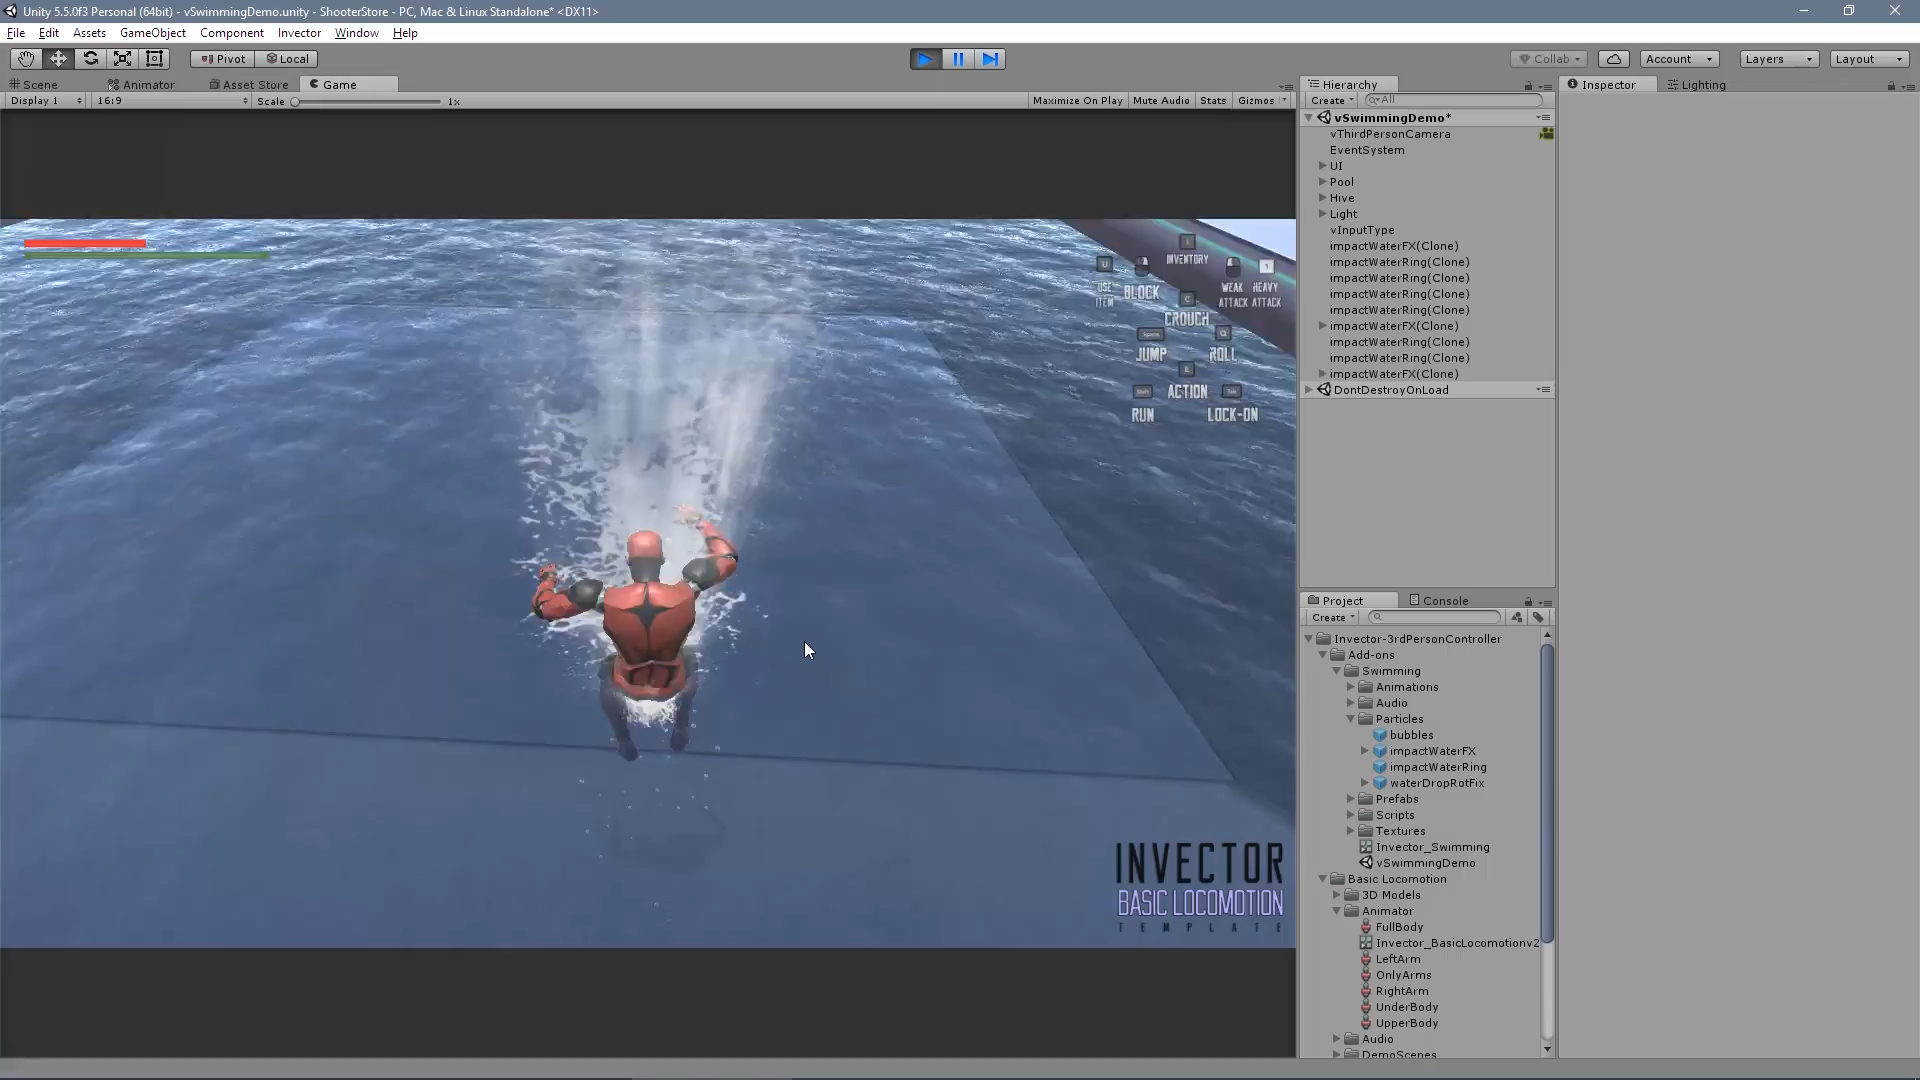 Unity 5.5.0f3 Personal (64bit) - vSwimmingDemo.unity - ShooterStore - PC, Mac & Linux Standalone* <DX11>
File Edit Assets GameObject Component Invector Window Help
Pivot Local Collab Account Layers Layout
Scene Animator Asset Store Game
Display 1 16:9 Scale 1x Maximize On Play Mute Audio Stats Gizmos
I
INVENTORY
U
USE ITEM
BLOCK
WEAK ATTACK
1
HEAVY ATTACK
C
CROUCH
Space
JUMP
Q
ROLL
E
ACTION
Shift
RUN
Tab
LOCK-ON
INVECTOR
BASIC LOCOMOTION
TEMPLATE
Hierarchy
Create All
vSwimmingDemo*
vThirdPersonCamera
EventSystem
UI
Pool
Hive
Light
vInputType
impactWaterFX(Clone)
impactWaterRing(Clone)
impactWaterRing(Clone)
impactWaterRing(Clone)
impactWaterRing(Clone)
impactWaterFX(Clone)
impactWaterRing(Clone)
impactWaterRing(Clone)
impactWaterFX(Clone)
DontDestroyOnLoad
Inspector Lighting
Project Console
Create
Invector-3rdPersonController
Add-ons
Swimming
Animations
Audio
Particles
bubbles
impactWaterFX
impactWaterRing
waterDropRotFix
Prefabs
Scripts
Textures
Invector_Swimming
vSwimmingDemo
Basic Locomotion
3D Models
Animator
FullBody
Invector_BasicLocomotionv2
LeftArm
OnlyArms
RightArm
UnderBody
UpperBody
Audio
DemoScenes